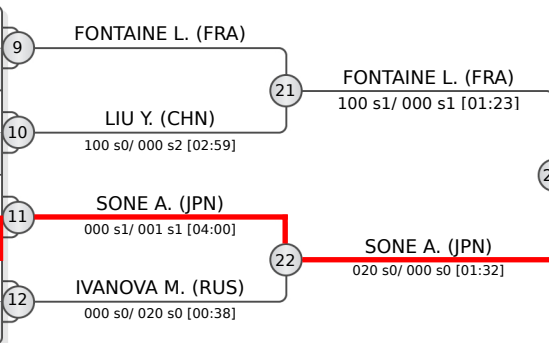 9
FONTAINE L. (FRA)
21
FONTAINE L. (FRA)
100 s1/ 000 s1 [01:23]
10
LIU Y. (CHN)
100 s0/ 000 s2 [02:59]
11
SONE A. (JPN)
000 s1/ 001 s1 [04:00]
22
SONE A. (JPN)
020 s0/ 000 s0 [01:32]
12
IVANOVA M. (RUS)
000 s0/ 020 s0 [00:38]